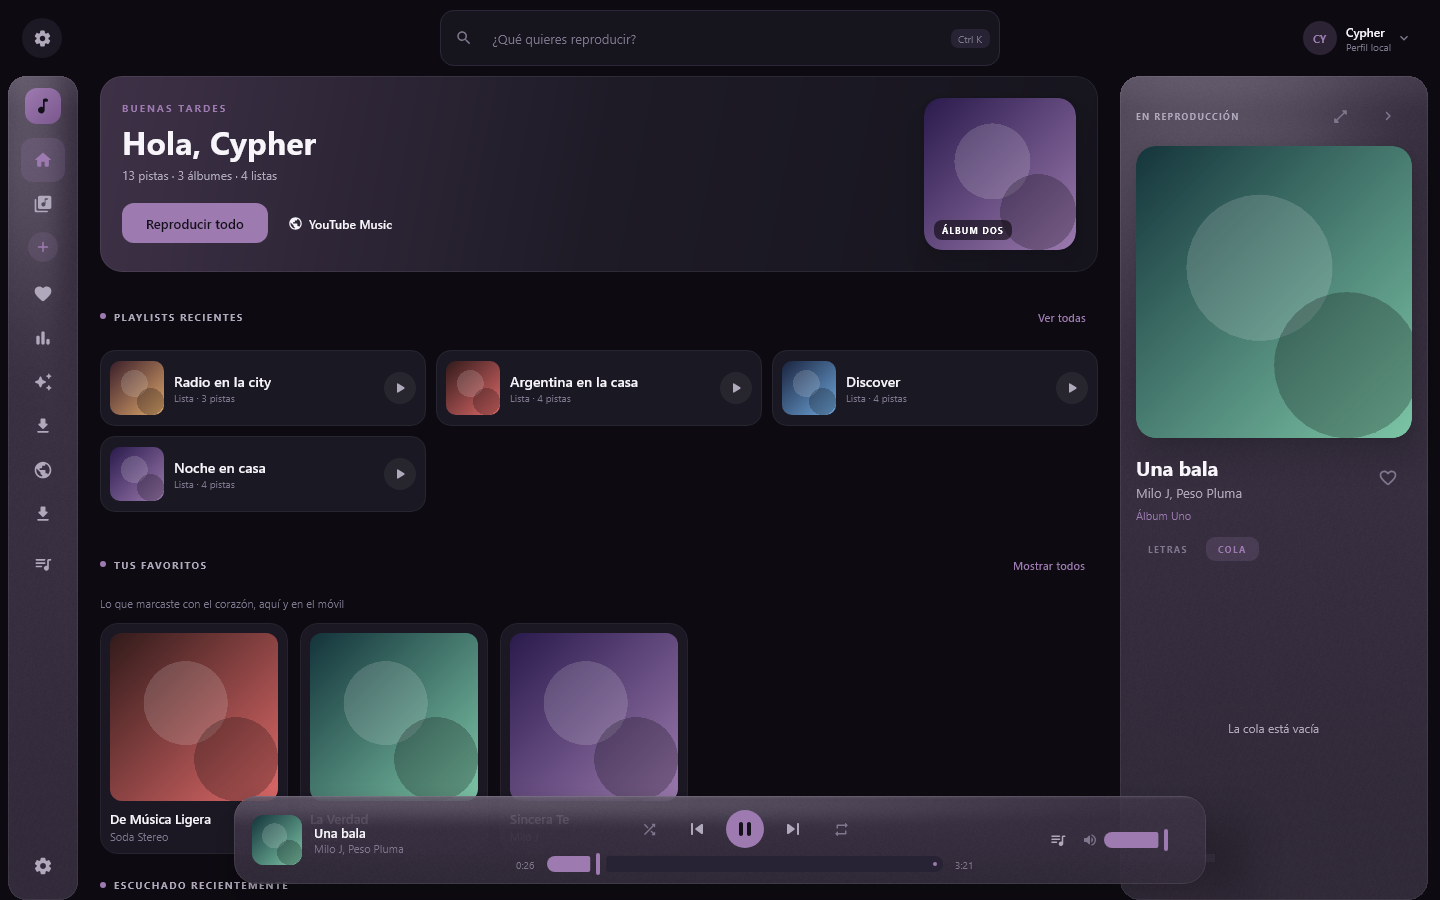 ¿Qué quieres reproducir?
Ctrl K
CY
Cypher
Perfil local
BUENAS TARDES
Hola, Cypher
13 pistas · 3 álbumes · 4 listas
Reproducir todo
YouTube Music
ÁLBUM DOS
PLAYLISTS RECIENTES
Ver todas
Radio en la city
Lista · 3 pistas
Argentina en la casa
Lista · 4 pistas
Discover
Lista · 4 pistas
Noche en casa
Lista · 4 pistas
TUS FAVORITOS
Mostrar todos
Lo que marcaste con el corazón, aquí y en el móvil
De Música Ligera
Soda Stereo
La Verdad
Sincera Te
ESCUCHADO RECIENTEMENTE
EN REPRODUCCIÓN
Una bala
Milo J, Peso Pluma
Álbum Uno
LETRAS
COLA
La cola está vacía
Una bala
Milo J, Peso Pluma
0:26
3:21